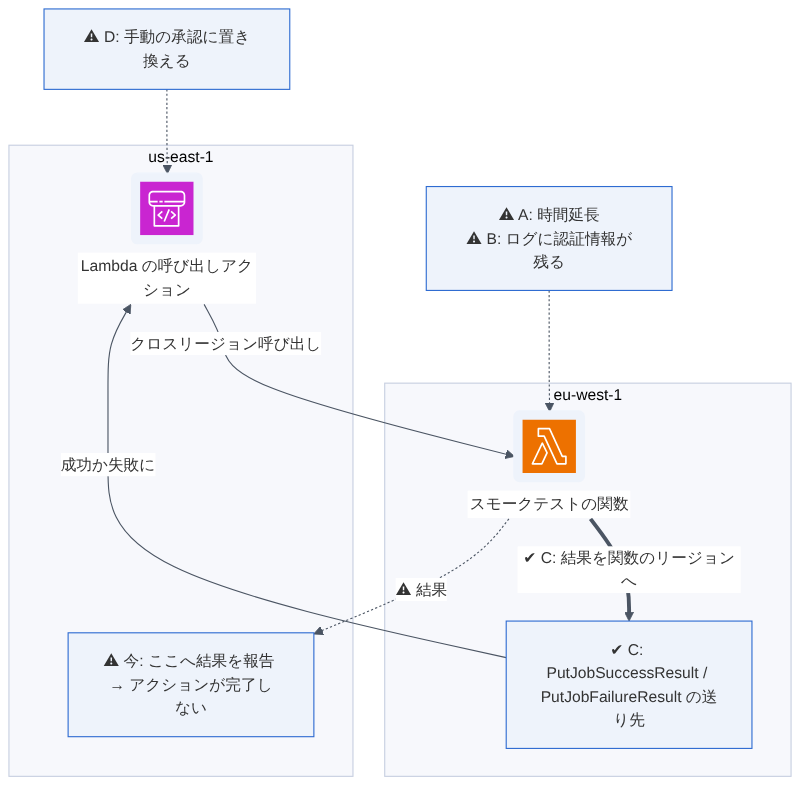 ⚠ D: 手動の承認に置き
換える
us-east-1
Lambda の呼び出しアク
ション
⚠ A: 時間延長
⚠ B: ログに認証情報が
残る
クロスリージョン呼び出し
eu-west-1
成功か失敗に
スモークテストの関数
✔ C: 結果を関数のリージョン
へ
⚠ 結果
⚠ 今: ここへ結果を報告
→ アクションが完了し
ない
✔ C:
PutJobSuccessResult /
PutJobFailureResult の送
り先